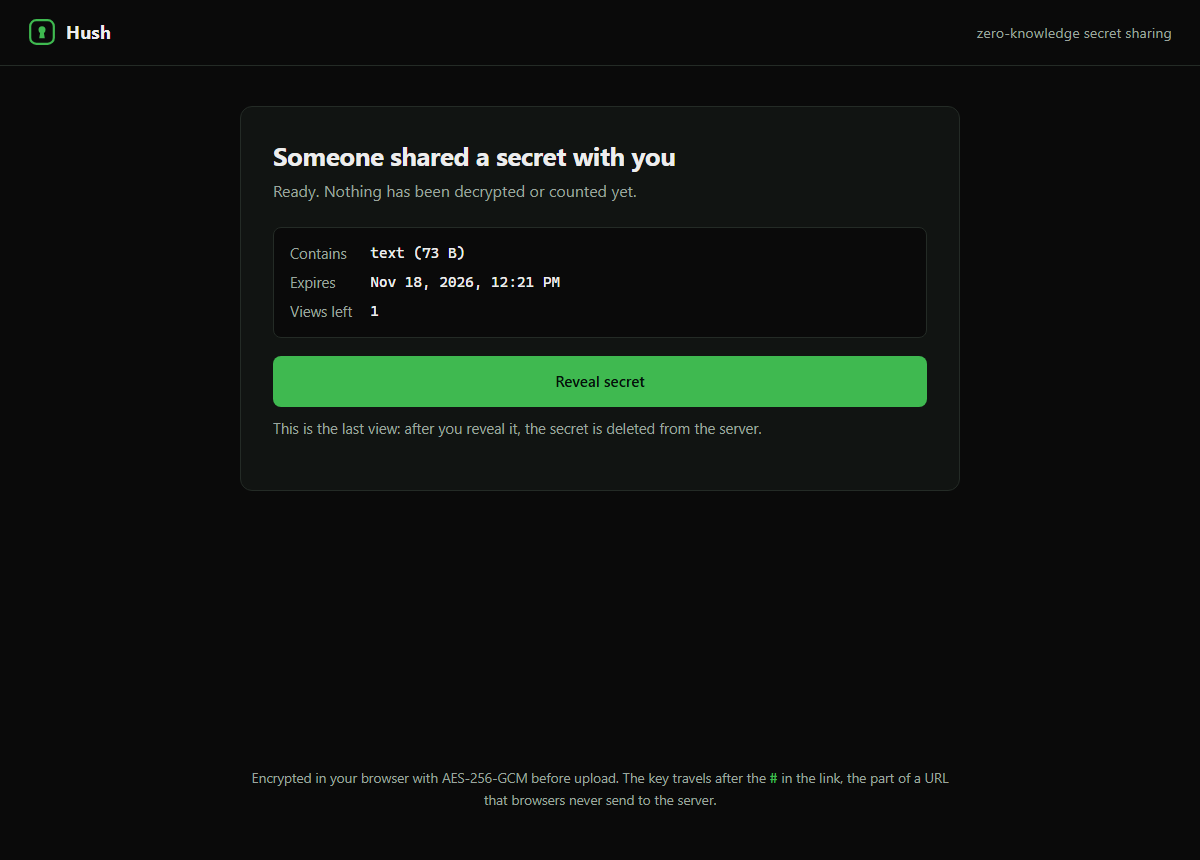 Hush
zero-knowledge secret sharing
Someone shared a secret with you
Ready. Nothing has been decrypted or counted yet.
Contains text (73 B)
Expires Nov 18, 2026, 12:21 PM
Views left 1
Reveal secret
This is the last view: after you reveal it, the secret is deleted from the server.
Encrypted in your browser with AES-256-GCM before upload. The key travels after the # in the link, the part of a URL
that browsers never send to the server.